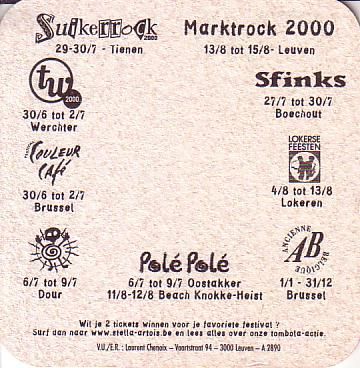 Suikerrock 2000
29-30/7 - Tienen
Marktrock 2000
13/8 tot 15/8- Leuven
tw 2000
30/6 tot 2/7
Werchter
Sfinks
27/7 tot 30/7
Boechout
Couleur Café
30/6 tot 2/7
Brussel
LOKERSE FEESTEN
4/8 tot 13/8
Lokeren
6/7 tot 9/7
Dour
Polé Polé
6/7 tot 9/7 Oostakker
11/8-12/8 Beach Knokke-Heist
ANCIENNE AB BELGIQUE
1/1 - 31/12
Brussel
Wil je 2 tickets winnen voor je favoriete festival ?
Surf dan naar www.stella-artois.be en lees alles over onze tombola-actie.
V.U./E.R. : Laurent Chenoix – Vaartstraat 94 – 3000 Leuven – A 2890